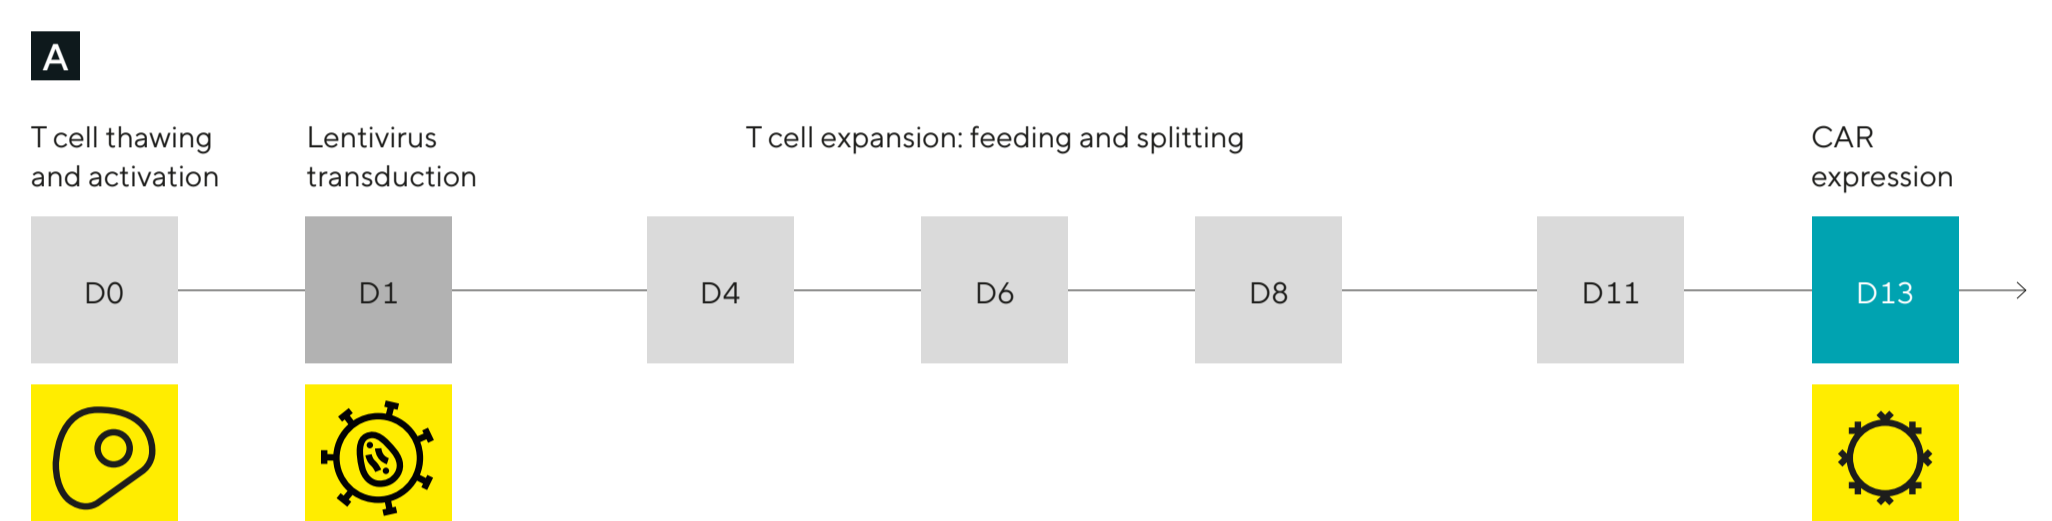 A
T cell thawing
and activation
Lentivirus
transduction
T cell expansion: feeding and splitting
CAR
expression
D0
D1
D4
D6
D8
D11
D13